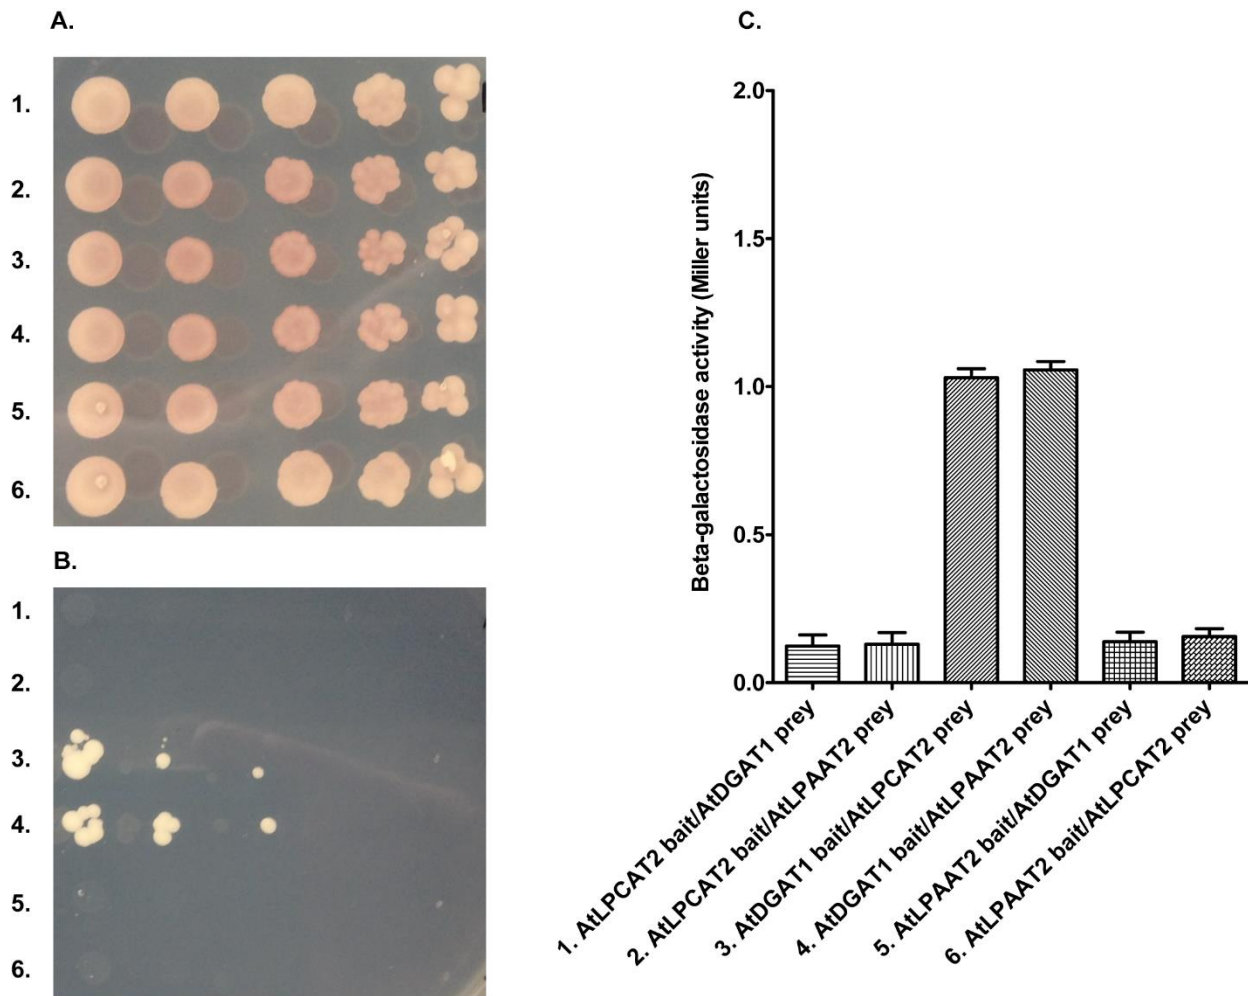 A.
1.
2.
3.
4.
5.
6.
B.
1.
2.
3.
4.
5.
6.
C.
Beta-galactosidase activity (Miller units)
2.0
1.5
1.0
0.5
0.0
1. AtLPCAT2 bait/AtDGAT1 prey
2. AtLPCAT2 bait/AtLPAAT2 prey
3. AtDGAT1 bait/AtLPCAT2 prey
4. AtDGAT1 bait/AtLPAAT2 prey
5. AtLPAAT2 bait/AtDGAT1 prey
6. AtLPAAT2 bait/AtLPCAT2 prey